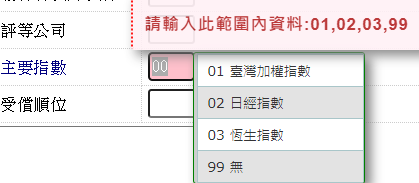 請輸入此範圍內資料:01,02,03,99
評等公司
主要指數
00
01 臺灣加權指數
02 日經指數
03 恆生指數
99 無
受償順位